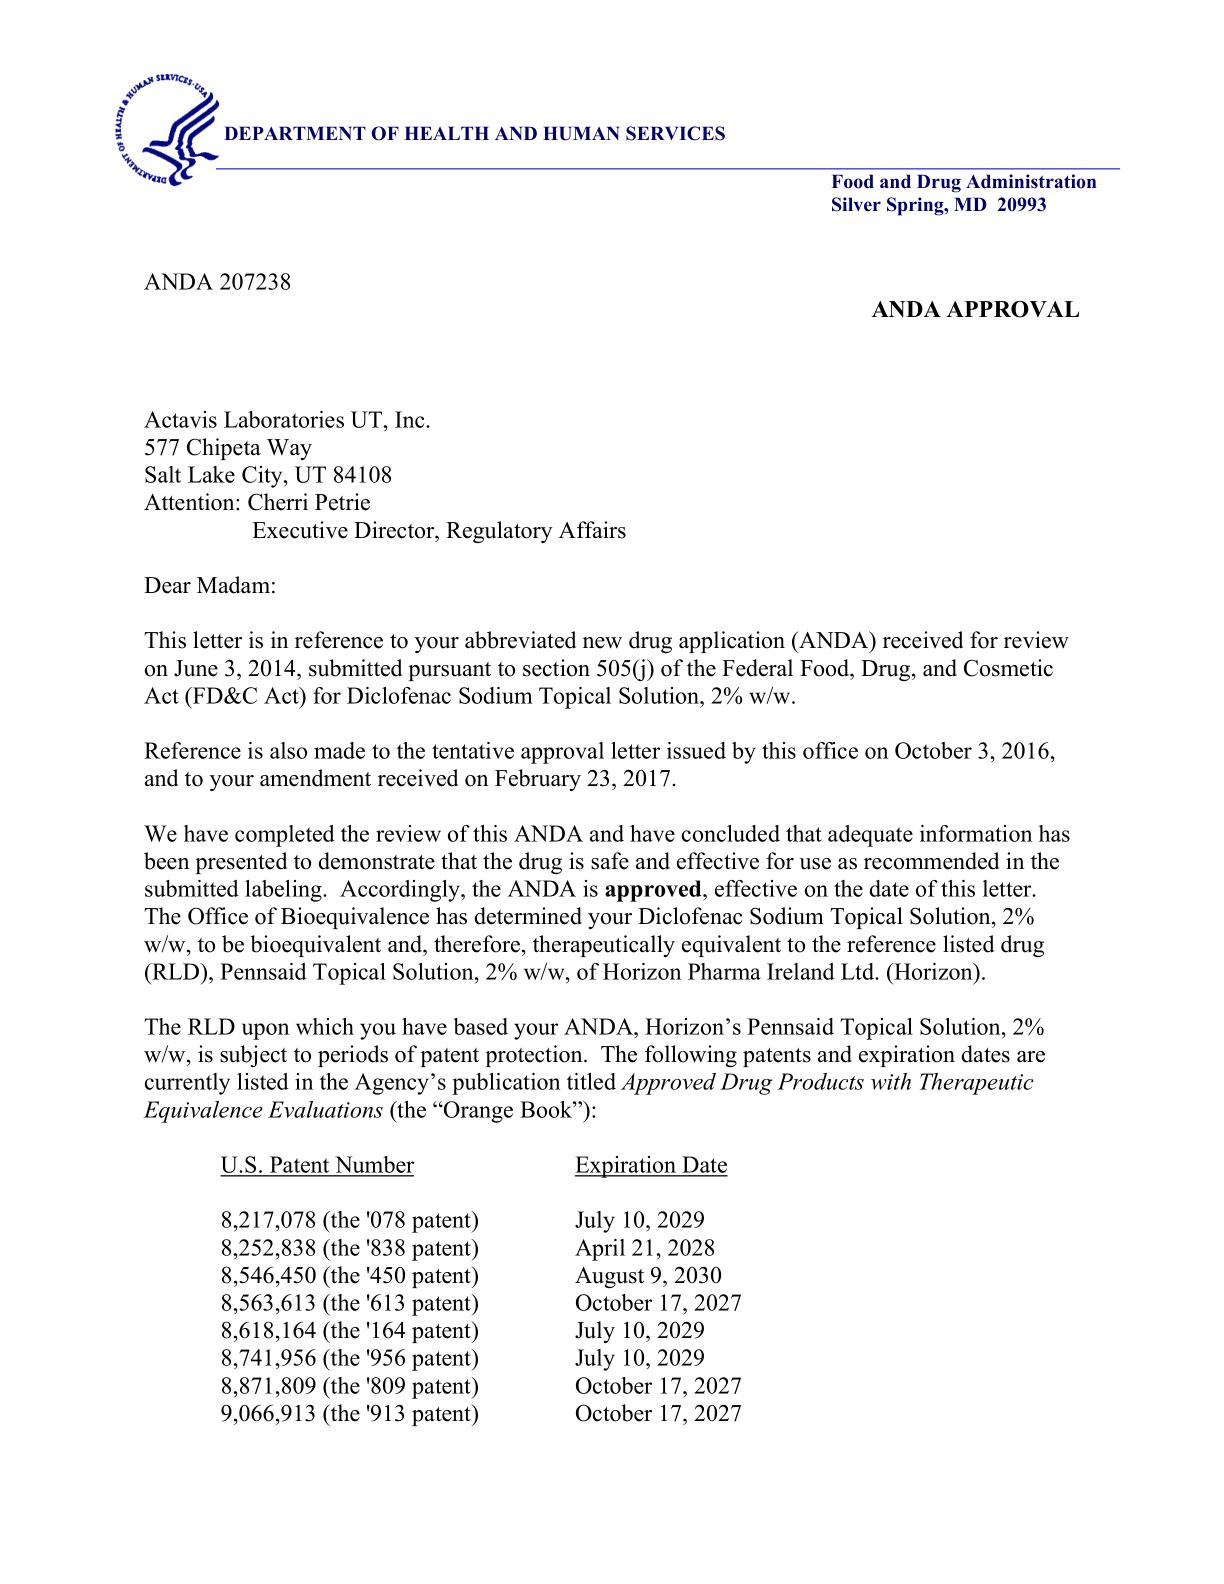 DEPARTMENT OF HEALTH & HUMAN SERVICES·USA
DEPARTMENT OF HEALTH AND HUMAN SERVICES
Food and Drug Administration
Silver Spring, MD  20993
ANDA 207238
ANDA APPROVAL
Actavis Laboratories UT, Inc.
577 Chipeta Way
Salt Lake City, UT 84108
Attention: Cherri Petrie
Executive Director, Regulatory Affairs
Dear Madam:
This letter is in reference to your abbreviated new drug application (ANDA) received for review
on June 3, 2014, submitted pursuant to section 505(j) of the Federal Food, Drug, and Cosmetic
Act (FD&C Act) for Diclofenac Sodium Topical Solution, 2% w/w.
Reference is also made to the tentative approval letter issued by this office on October 3, 2016,
and to your amendment received on February 23, 2017.
We have completed the review of this ANDA and have concluded that adequate information has
been presented to demonstrate that the drug is safe and effective for use as recommended in the
submitted labeling.  Accordingly, the ANDA is approved, effective on the date of this letter.
The Office of Bioequivalence has determined your Diclofenac Sodium Topical Solution, 2%
w/w, to be bioequivalent and, therefore, therapeutically equivalent to the reference listed drug
(RLD), Pennsaid Topical Solution, 2% w/w, of Horizon Pharma Ireland Ltd. (Horizon).
The RLD upon which you have based your ANDA, Horizon’s Pennsaid Topical Solution, 2%
w/w, is subject to periods of patent protection.  The following patents and expiration dates are
currently listed in the Agency’s publication titled Approved Drug Products with Therapeutic
Equivalence Evaluations (the “Orange Book”):
U.S. Patent Number Expiration Date
8,217,078 (the '078 patent) July 10, 2029
8,252,838 (the '838 patent) April 21, 2028
8,546,450 (the '450 patent) August 9, 2030
8,563,613 (the '613 patent) October 17, 2027
8,618,164 (the '164 patent) July 10, 2029
8,741,956 (the '956 patent) July 10, 2029
8,871,809 (the '809 patent) October 17, 2027
9,066,913 (the '913 patent) October 17, 2027